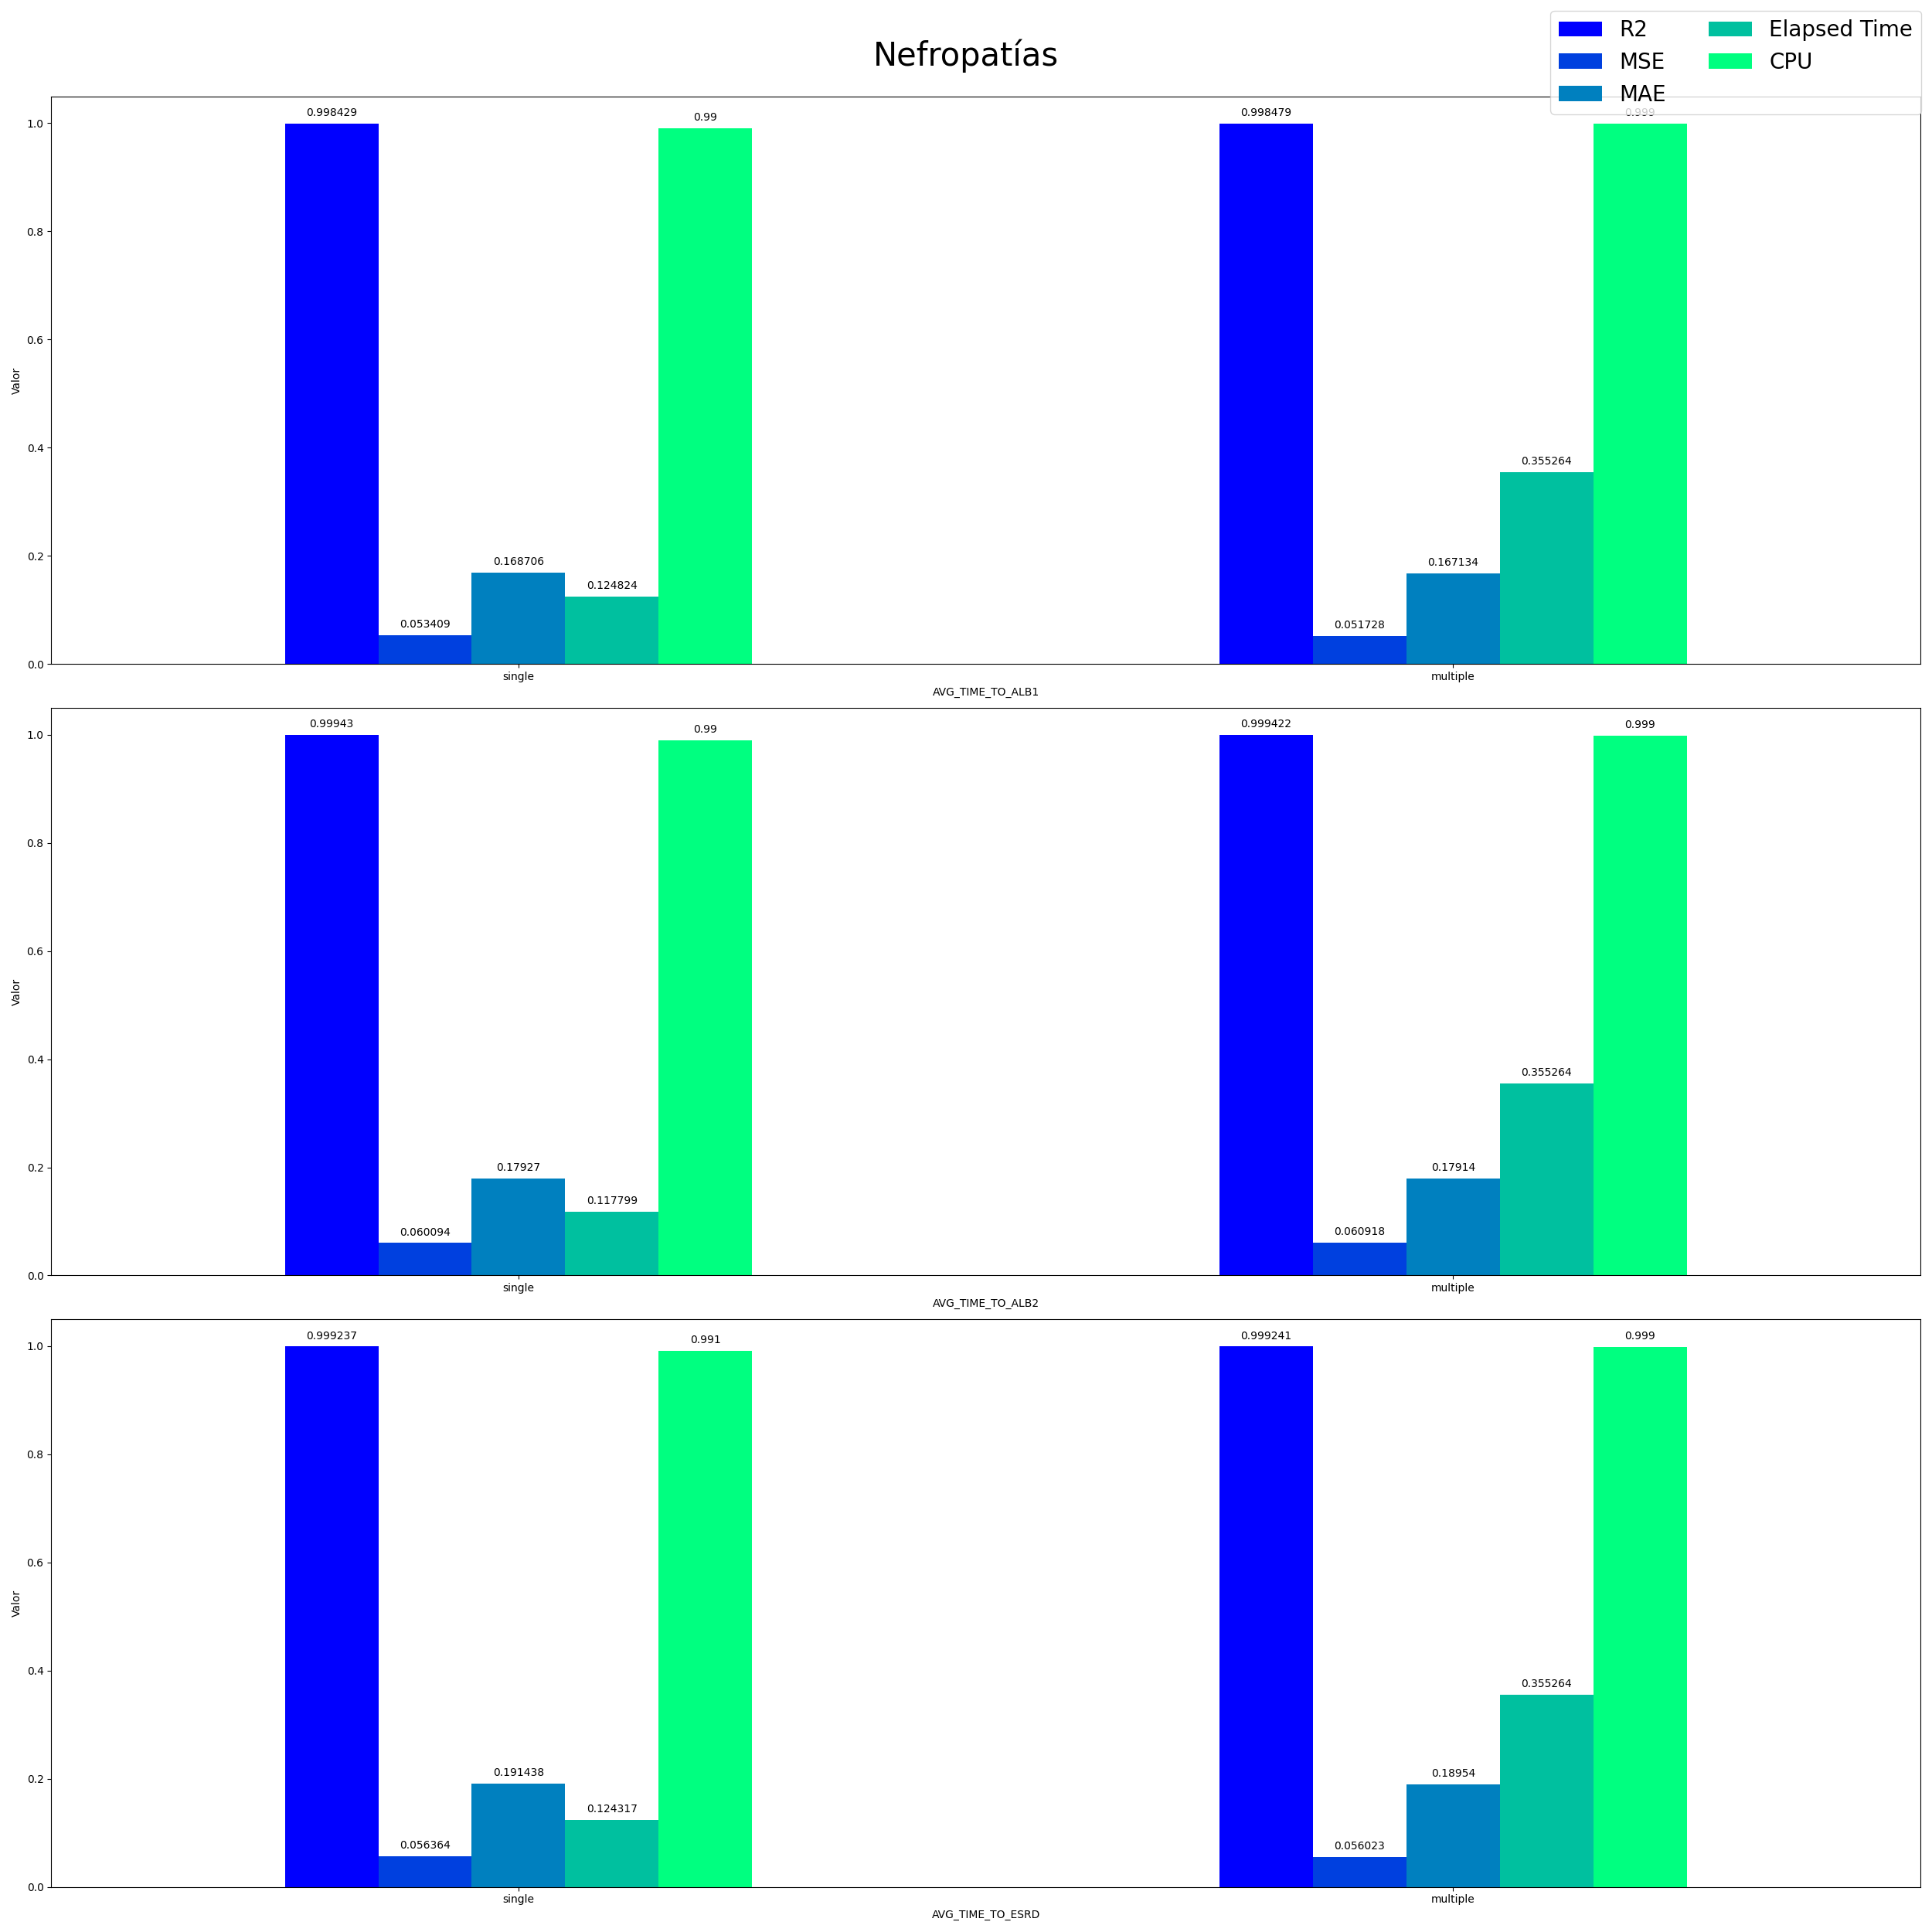 Nefropatías
R2
MSE
MAE
Elapsed Time
CPU
0.998429
0.053409
0.168706
0.124824
0.99
0.998479
0.051728
0.167134
0.355264
0.999
1.0
0.8
0.6
0.4
0.2
0.0
Valor
single
multiple
AVG_TIME_TO_ALB1
0.99943
0.060094
0.17927
0.117799
0.99
0.999422
0.060918
0.17914
0.355264
0.999
1.0
0.8
0.6
0.4
0.2
0.0
Valor
single
multiple
AVG_TIME_TO_ALB2
0.999237
0.056364
0.191438
0.124317
0.991
0.999241
0.056023
0.18954
0.355264
0.999
1.0
0.8
0.6
0.4
0.2
0.0
Valor
single
multiple
AVG_TIME_TO_ESRD